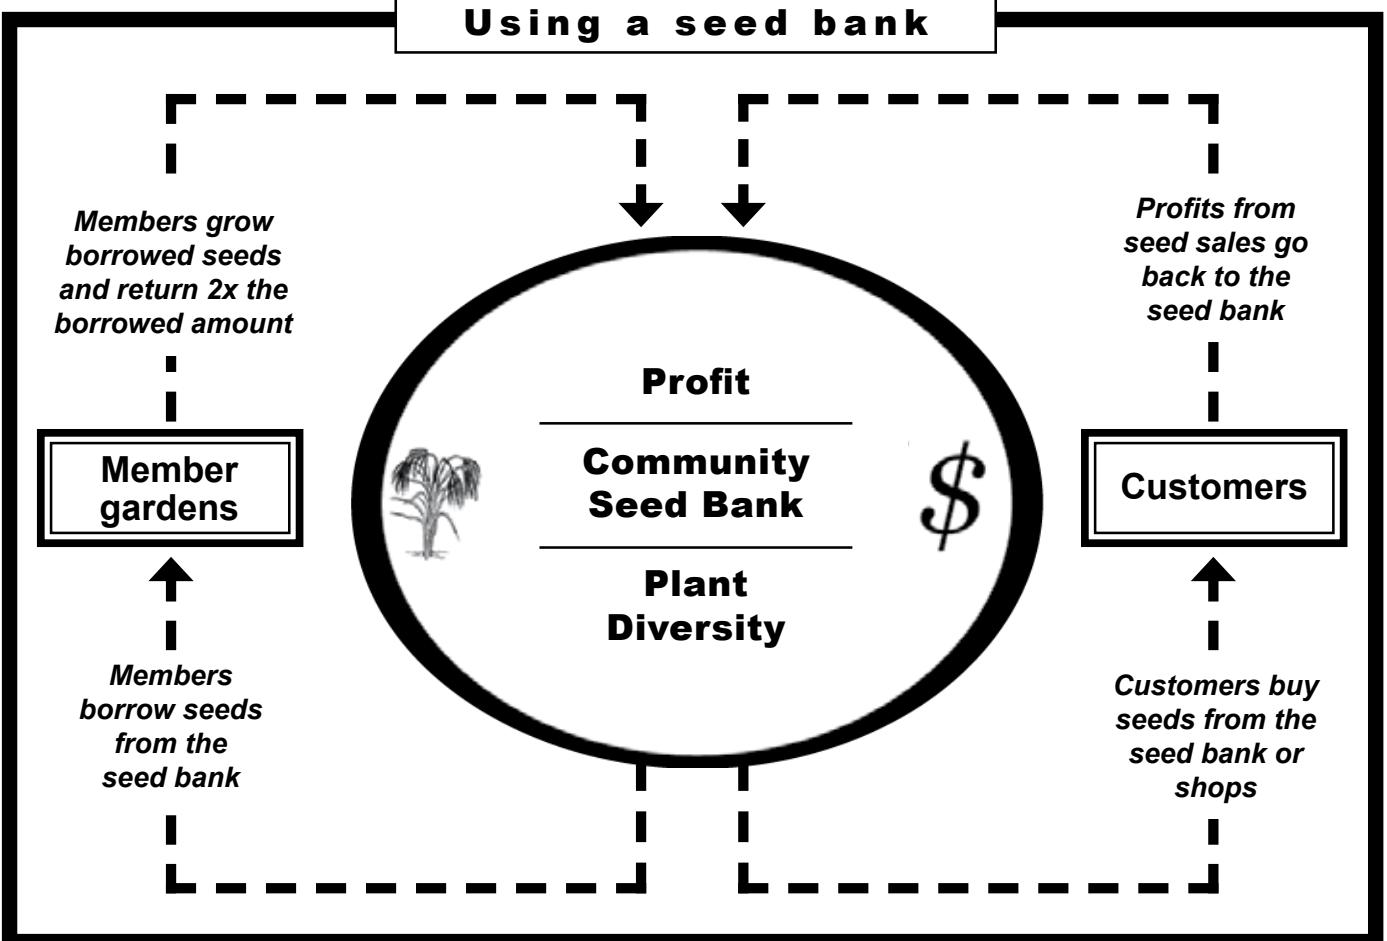 Using a seed bank
Members grow
borrowed seeds
and return 2x the
borrowed amount
Profits from
seed sales go
back to the
seed bank
Profit
Community
Seed Bank
Plant
Diversity
$
Member
gardens
Customers
Members
borrow seeds
from the
seed bank
Customers buy
seeds from the
seed bank or
shops